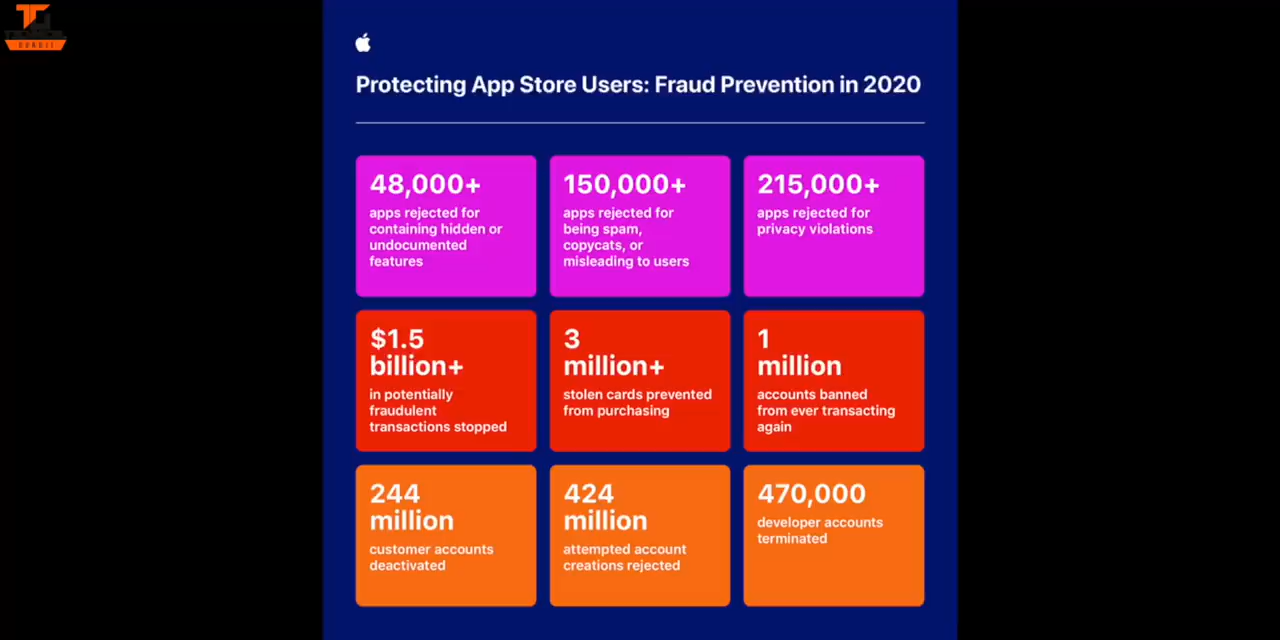 Protecting App Store Users: Fraud Prevention in 2020
48,000+
apps rejected for
containing hidden or
undocumented
features
150,000+
apps rejected for
being spam,
copycats, or
misleading to users
215,000+
apps rejected for
privacy violations
$1.5
billion+
in potentially
fraudulent
transactions stopped
3
million+
stolen cards prevented
from purchasing
1
million
accounts banned
from ever transacting
again
244
million
customer accounts
deactivated
424
million
attempted account
creations rejected
470,000
developer accounts
terminated